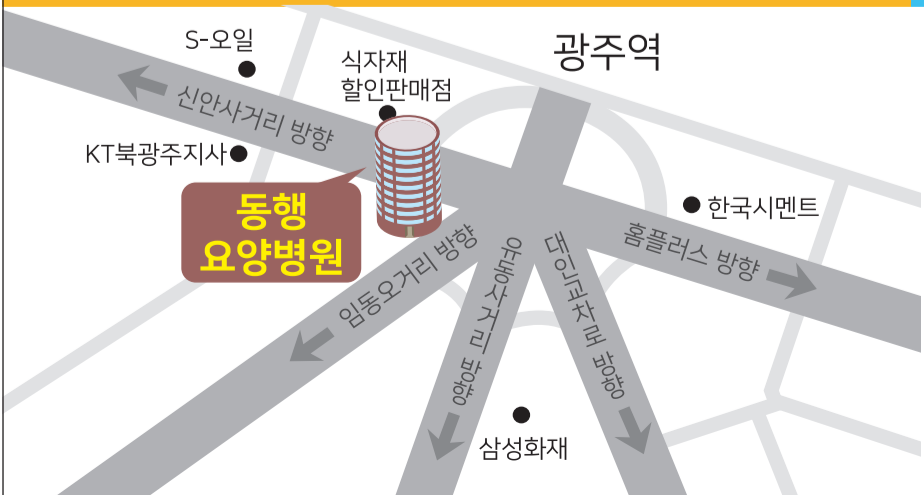 S-오일
식자재
할인판매점
광주역
신안사거리 방향
KT북광주지사
동행
요양병원
한국시멘트
홈플러스 방향
임동오거리 방향
유동사거리 방향
대인교차로 방향
삼성화재